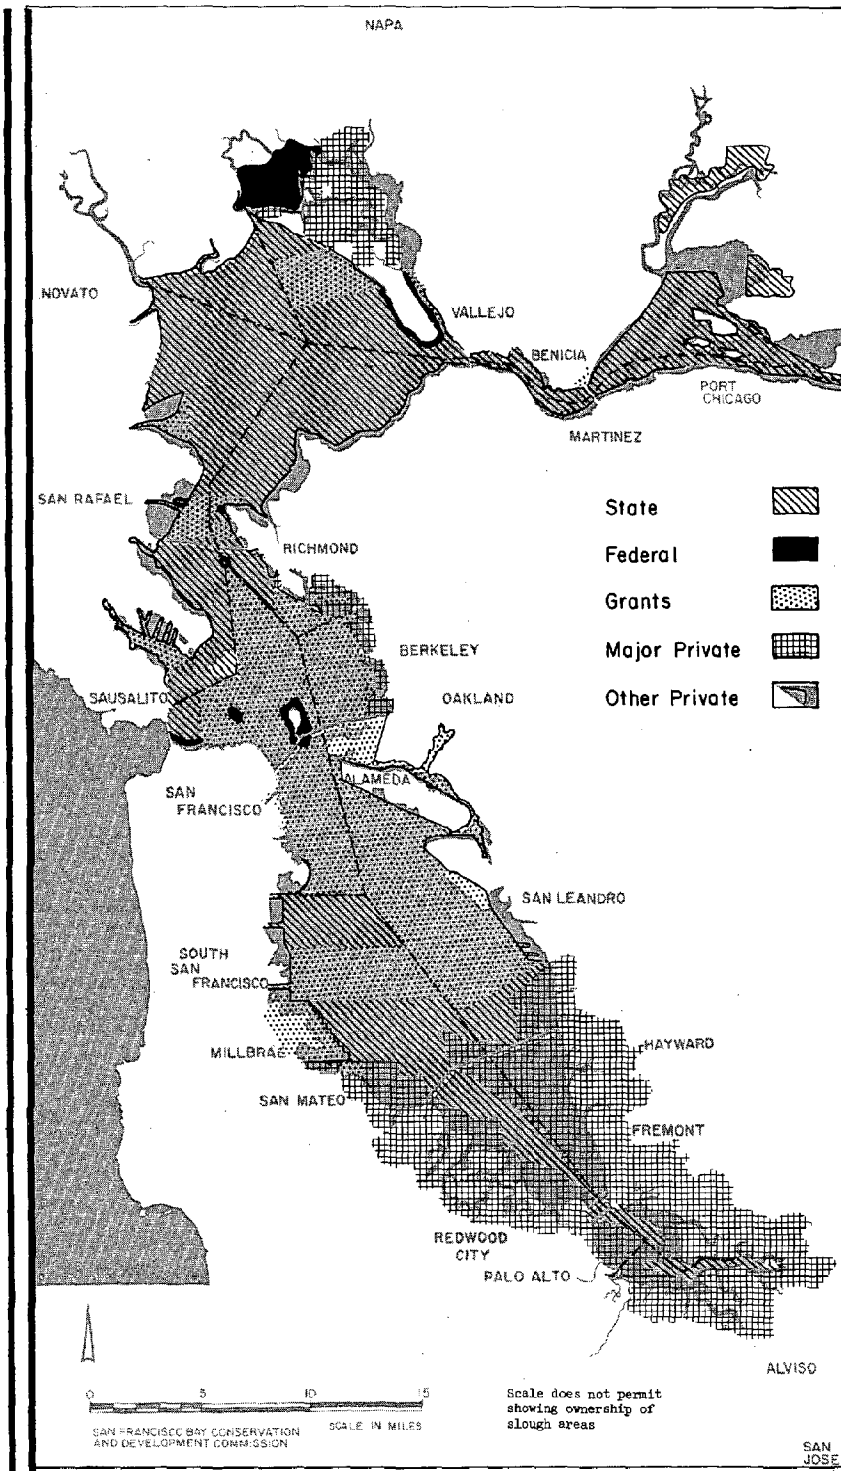 NAPA
NOVATO
VALLEJO
BENICIA
PORT
CHICAGO
MARTINEZ
SAN RAFAEL
State
RICHMOND
Federal
Grants
BERKELEY
Major Private
SAUSALITO
OAKLAND
Other Private
ALAMEDA
SAN
FRANCISCO
SAN LEANDRO
SOUTH
SAN
FRANCISCO
MILLBRAE
HAYWARD
SAN MATEO
FREMONT
REDWOOD
CITY
PALO ALTO
ALVISO
0 5 10 15
SCALE IN MILES
SAN FRANCISCO BAY CONSERVATION
AND DEVELOPMENT COMMISSION
Scale does not permit
showing ownership of
slough areas
SAN
JOSE